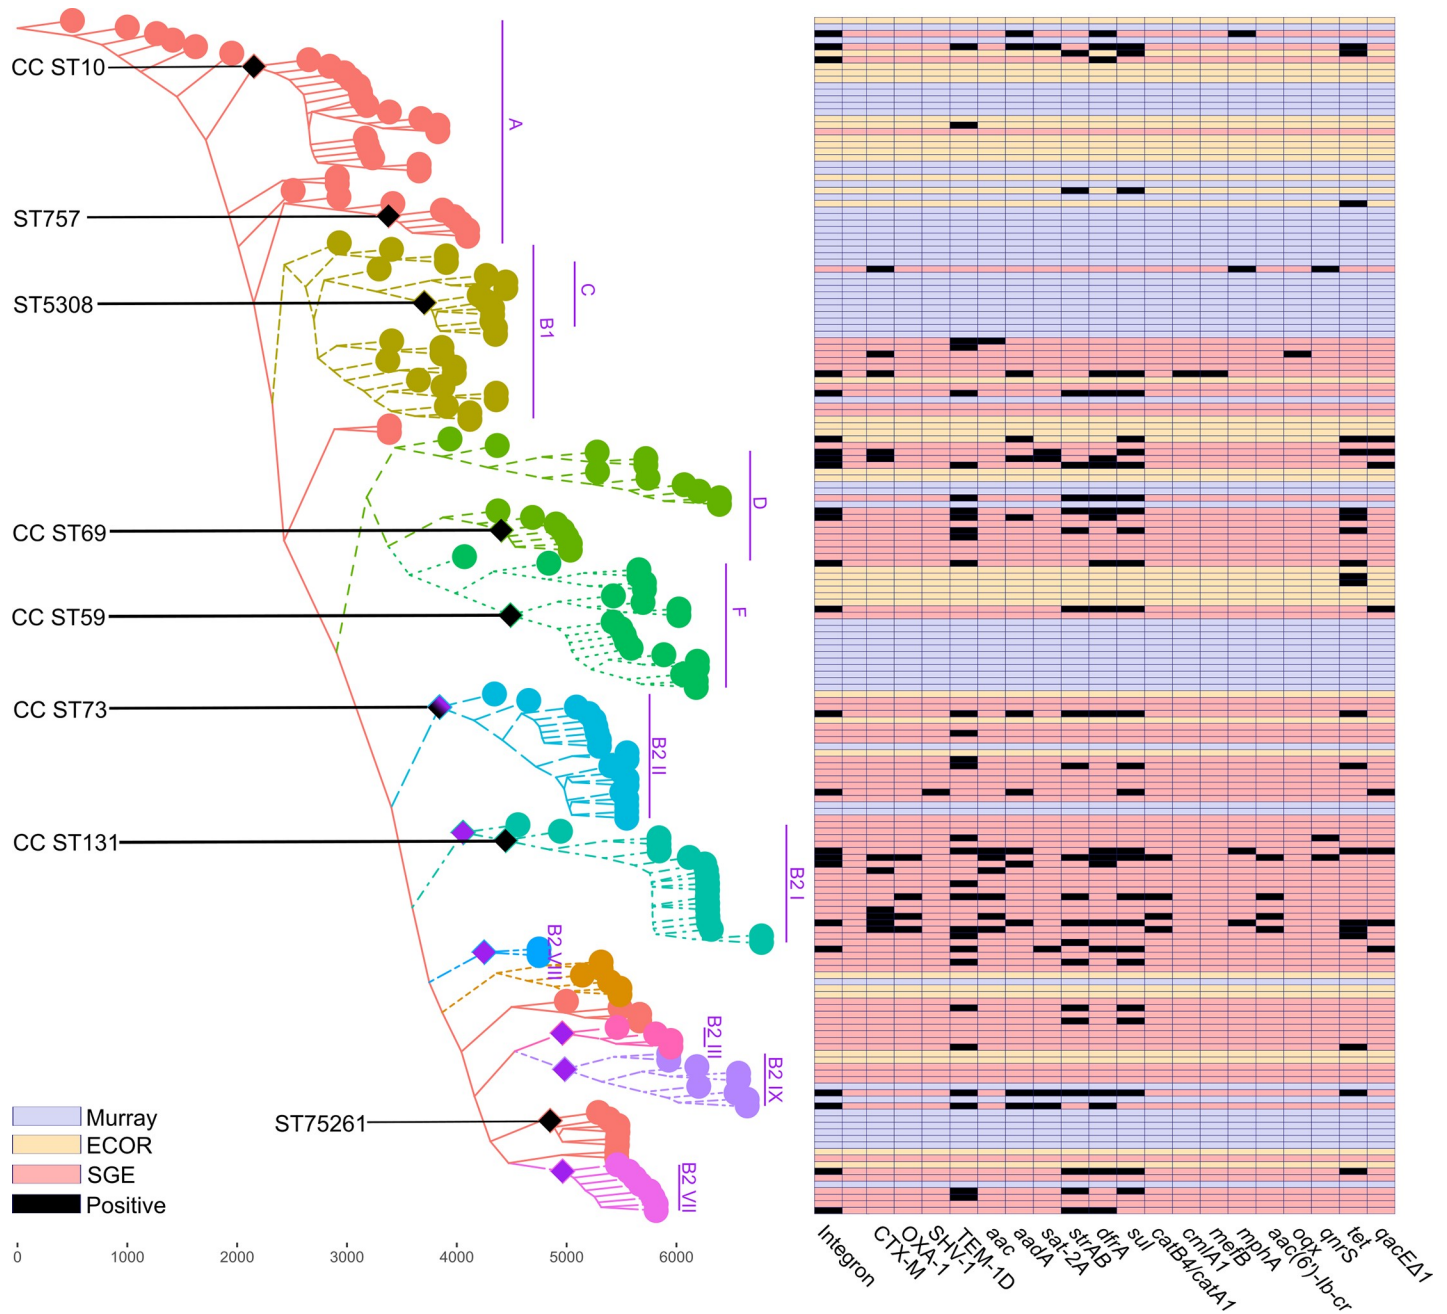 CC ST10
ST757
ST5308
CC ST69
CC ST59
CC ST73
CC ST131
ST75261
A
C
B1
D
F
B2 II
B2 I
B2 VIII
B2 III
B2 IX
B2 VII
Murray
ECOR
SGE
Positive
0 1000 2000 3000 4000 5000 6000
Integron
CTX-M
OXA-1
SHV-1
TEM-1D
aac
aadA
sat-2A
strAB
dfrA
sul
catB4/catA1
cmlA1
mefB
mphA
aac(6')-Ib-cr
oqx
qnrS
tet
qacEΔ1